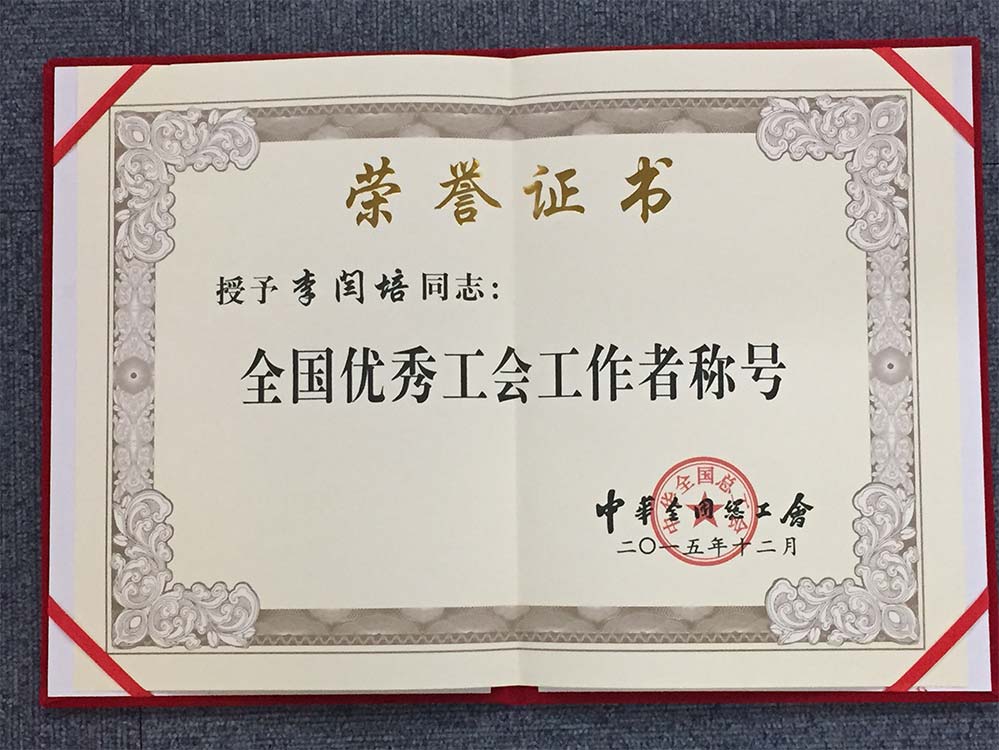 荣誉证书
授予李闰培同志：
全国优秀工会工作者称号
中華全国总工會
二〇一五年十二月
中华全国总工会